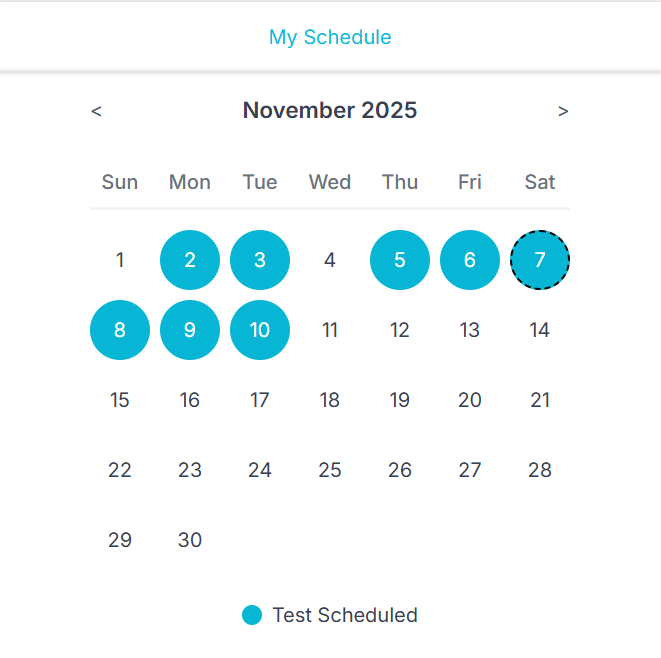 My Schedule
< November 2025 >
Sun Mon Tue Wed Thu Fri Sat
1 2 3 4 5 6 7
8 9 10 11 12 13 14
15 16 17 18 19 20 21
22 23 24 25 26 27 28
29 30
Test Scheduled